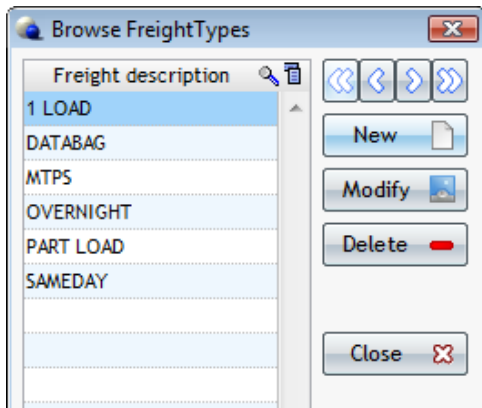 Browse FreightTypes
Freight description
1 LOAD
DATABAG
MTPS
OVERNIGHT
PART LOAD
SAMEDAY
New
Modify
Delete
Close